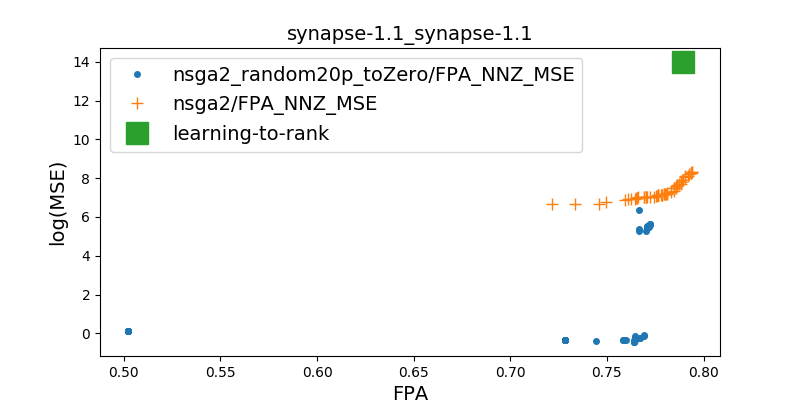 synapse-1.1_synapse-1.1
nsga2_random20p_toZero/FPA_NNZ_MSE
nsga2/FPA_NNZ_MSE
learning-to-rank
log(MSE)
14
12
10
8
6
4
2
0
0.50
0.55
0.60
0.65
0.70
0.75
0.80
FPA